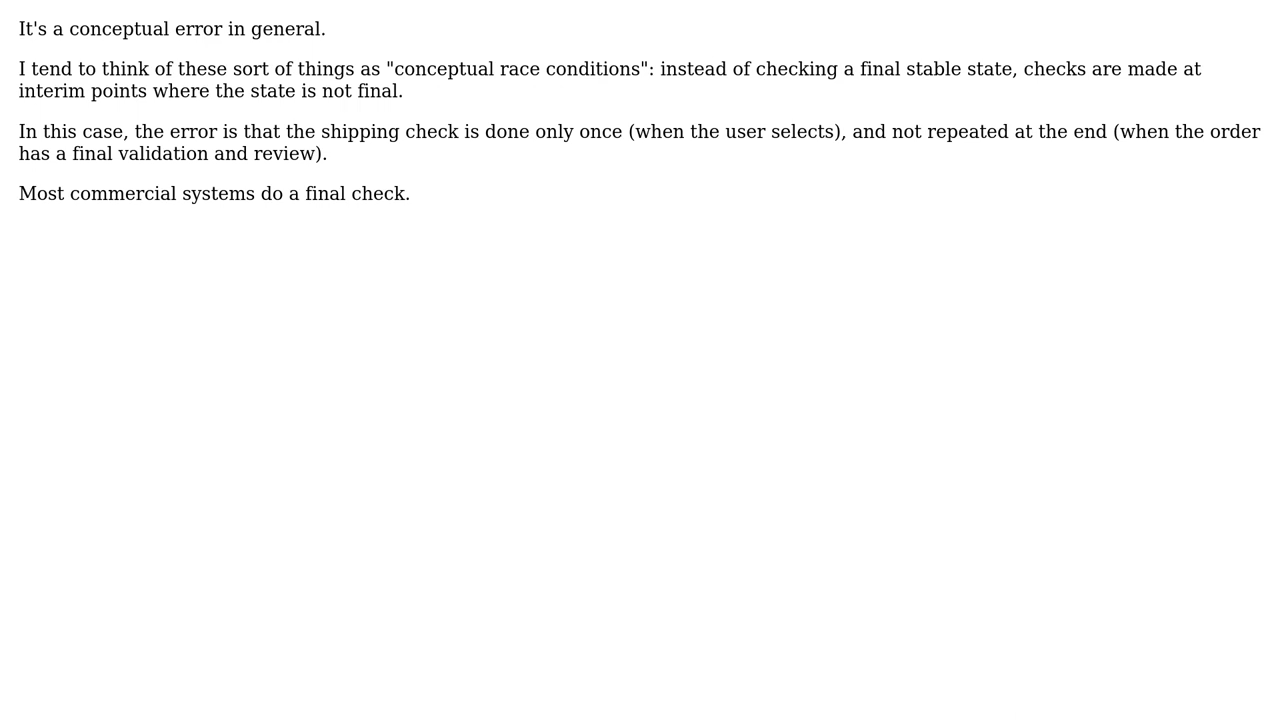 It's a conceptual error in general.
I tend to think of these sort of things as "conceptual race conditions": instead of checking a final stable state, checks are made at
interim points where the state is not final.
In this case, the error is that the shipping check is done only once (when the user selects), and not repeated at the end (when the order
has a final validation and review).
Most commercial systems do a final check.